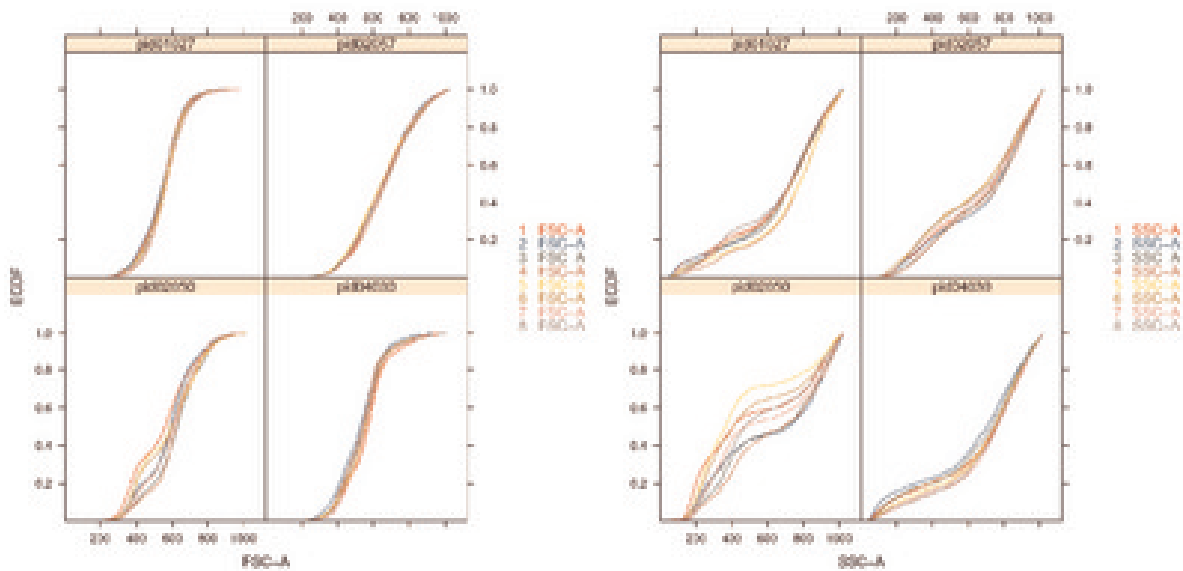 200 400 600 800 1000
200 400 600 800 1000
1.0
0.8
0.6
0.4
0.2
1 FSC-A
2 FSC-A
3 FSC-A
4 FSC-A
5 FSC-A
6 FSC-A
7 FSC-A
8 FSC-A
ECDF
1.0
0.8
0.6
0.4
0.2
200 400 600 800 1000
FSC-A
1.0
0.8
0.6
0.4
0.2
1 SSC-A
2 SSC-A
3 SSC-A
4 SSC-A
5 SSC-A
6 SSC-A
7 SSC-A
8 SSC-A
ECDF
1.0
0.8
0.6
0.4
0.2
200 400 600 800 1000
SSC-A